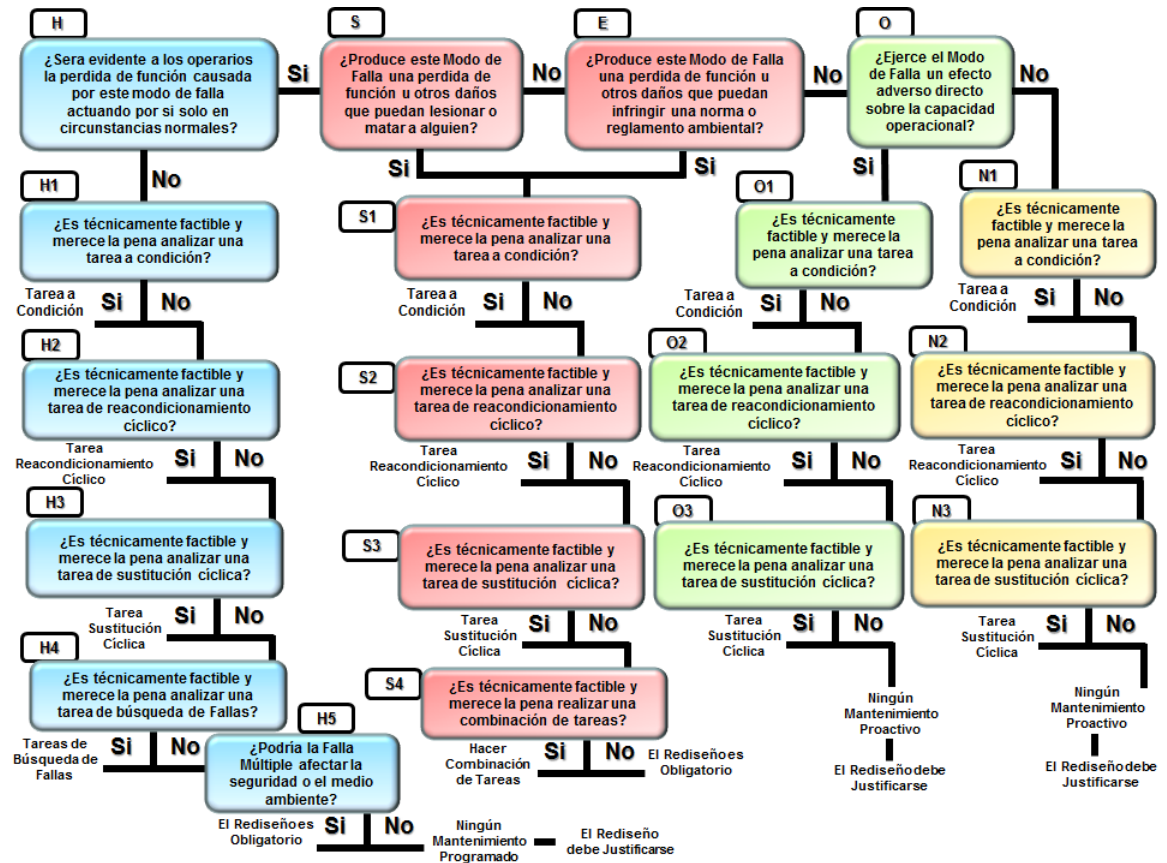 H
¿Sera evidente a los operarios
la perdida de función causada
por este modo de falla
actuando por si solo en
circunstancias normales?
Si
No
S
¿Produce este Modo de
Falla una perdida de
función u otros daños
que puedan lesionar o
matar a alguien?
No
Si
E
¿Produce este Modo de Falla
una perdida de función u
otros daños que puedan
infringir una norma o
reglamento ambiental?
No
Si
O
¿Ejerce el Modo
de Falla un efecto
adverso directo
sobre la capacidad
operacional?
Si
No
H1
¿Es técnicamente factible y
merece la pena analizar una
tarea a condición?
Tarea a
Condición
Si
No
S1
¿Es técnicamente factible y
merece la pena analizar una
tarea a condición?
Tarea a
Condición
Si
No
O1
¿Es técnicamente
factible y merece la
pena analizar una tarea
a condición?
Tarea a
Condición
Si
No
N1
¿Es técnicamente
factible y merece la
pena analizar una tarea
a condición?
Tarea a
Condición
Si
No
H2
¿Es técnicamente factible y
merece la pena analizar una
tarea de reacondicionamiento
cíclico?
Tarea
Reacondicionamiento
Cíclico
Si
No
S2
¿Es técnicamente factible y
merece la pena analizar una
tarea de reacondicionamiento
cíclico?
Tarea
Reacondicionamiento
Cíclico
Si
No
O2
¿Es técnicamente factible y
merece la pena analizar una
tarea de reacondicionamiento
cíclico?
Tarea
Reacondicionamiento
Cíclico
Si
No
N2
¿Es técnicamente factible y
merece la pena analizar una
tarea de reacondicionamiento
cíclico?
Tarea
Reacondicionamiento
Cíclico
Si
No
H3
¿Es técnicamente factible y
merece la pena analizar una
tarea de sustitución cíclica?
Tarea
Sustitución
Cíclica
Si
No
S3
¿Es técnicamente factible y
merece la pena analizar una
tarea de sustitución cíclica?
Tarea
Sustitución
Cíclica
Si
No
O3
¿Es técnicamente factible y
merece la pena analizar una
tarea de sustitución cíclica?
Tarea
Sustitución
Cíclica
Si
No
Ningún
Mantenimiento
Proactivo
El Rediseño debe
Justificarse
N3
¿Es técnicamente factible y
merece la pena analizar una
tarea de sustitución cíclica?
Tarea
Sustitución
Cíclica
Si
No
Ningún
Mantenimiento
Proactivo
El Rediseño debe
Justificarse
H4
¿Es técnicamente factible y
merece la pena analizar una
tarea de búsqueda de Fallas?
Tareas de
Búsqueda de
Fallas
Si
No
S4
¿Es técnicamente factible y
merece la pena realizar una
combinación de tareas?
Hacer
Combinación
de Tareas
Si
No
El Rediseño es
Obligatorio
H5
¿Podría la Falla
Múltiple afectar la
seguridad o el medio
ambiente?
El Rediseño es
Obligatorio
Si
No
Ningún
Mantenimiento
Programado
El Rediseño
debe Justificarse